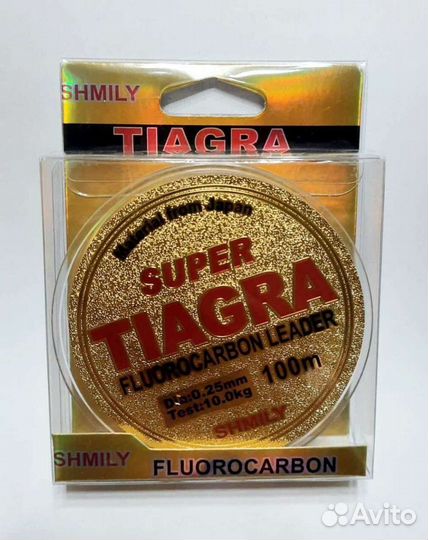 SHMILY
TIAGRA
Material from Japan
SUPER
TIAGRA
FLUOROCARBON LEADER
Dia:0.25mm
Test:10.0kg
100m
SHMILY
SHMILY
FLUOROCARBON
Avito